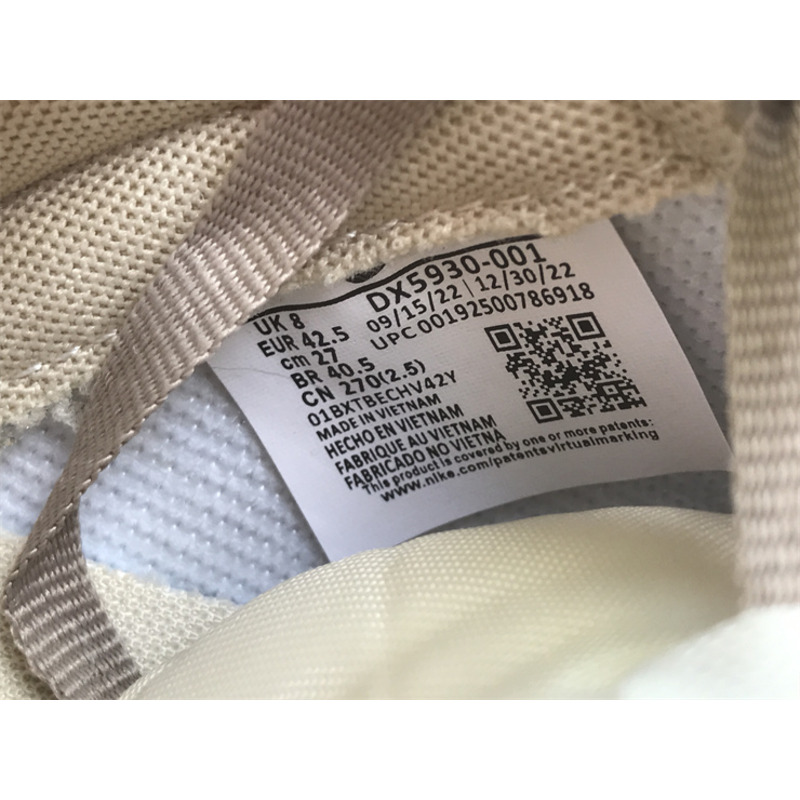 UK 8
EUR 42.5
cm 27
BR 40.5
CN 270(2.5)
DX5930-001
09/15/22 | 12/30/22
UPC 00192500786918
01BXTBECHV42Y
MADE IN VIETNAM
HECHO EN VIETNAM
FABRIQUE AU VIETNAM
FABRICADO NO VIETNA
This product is covered by one or more patents:
www.nike.com/patentsvirtualmarking